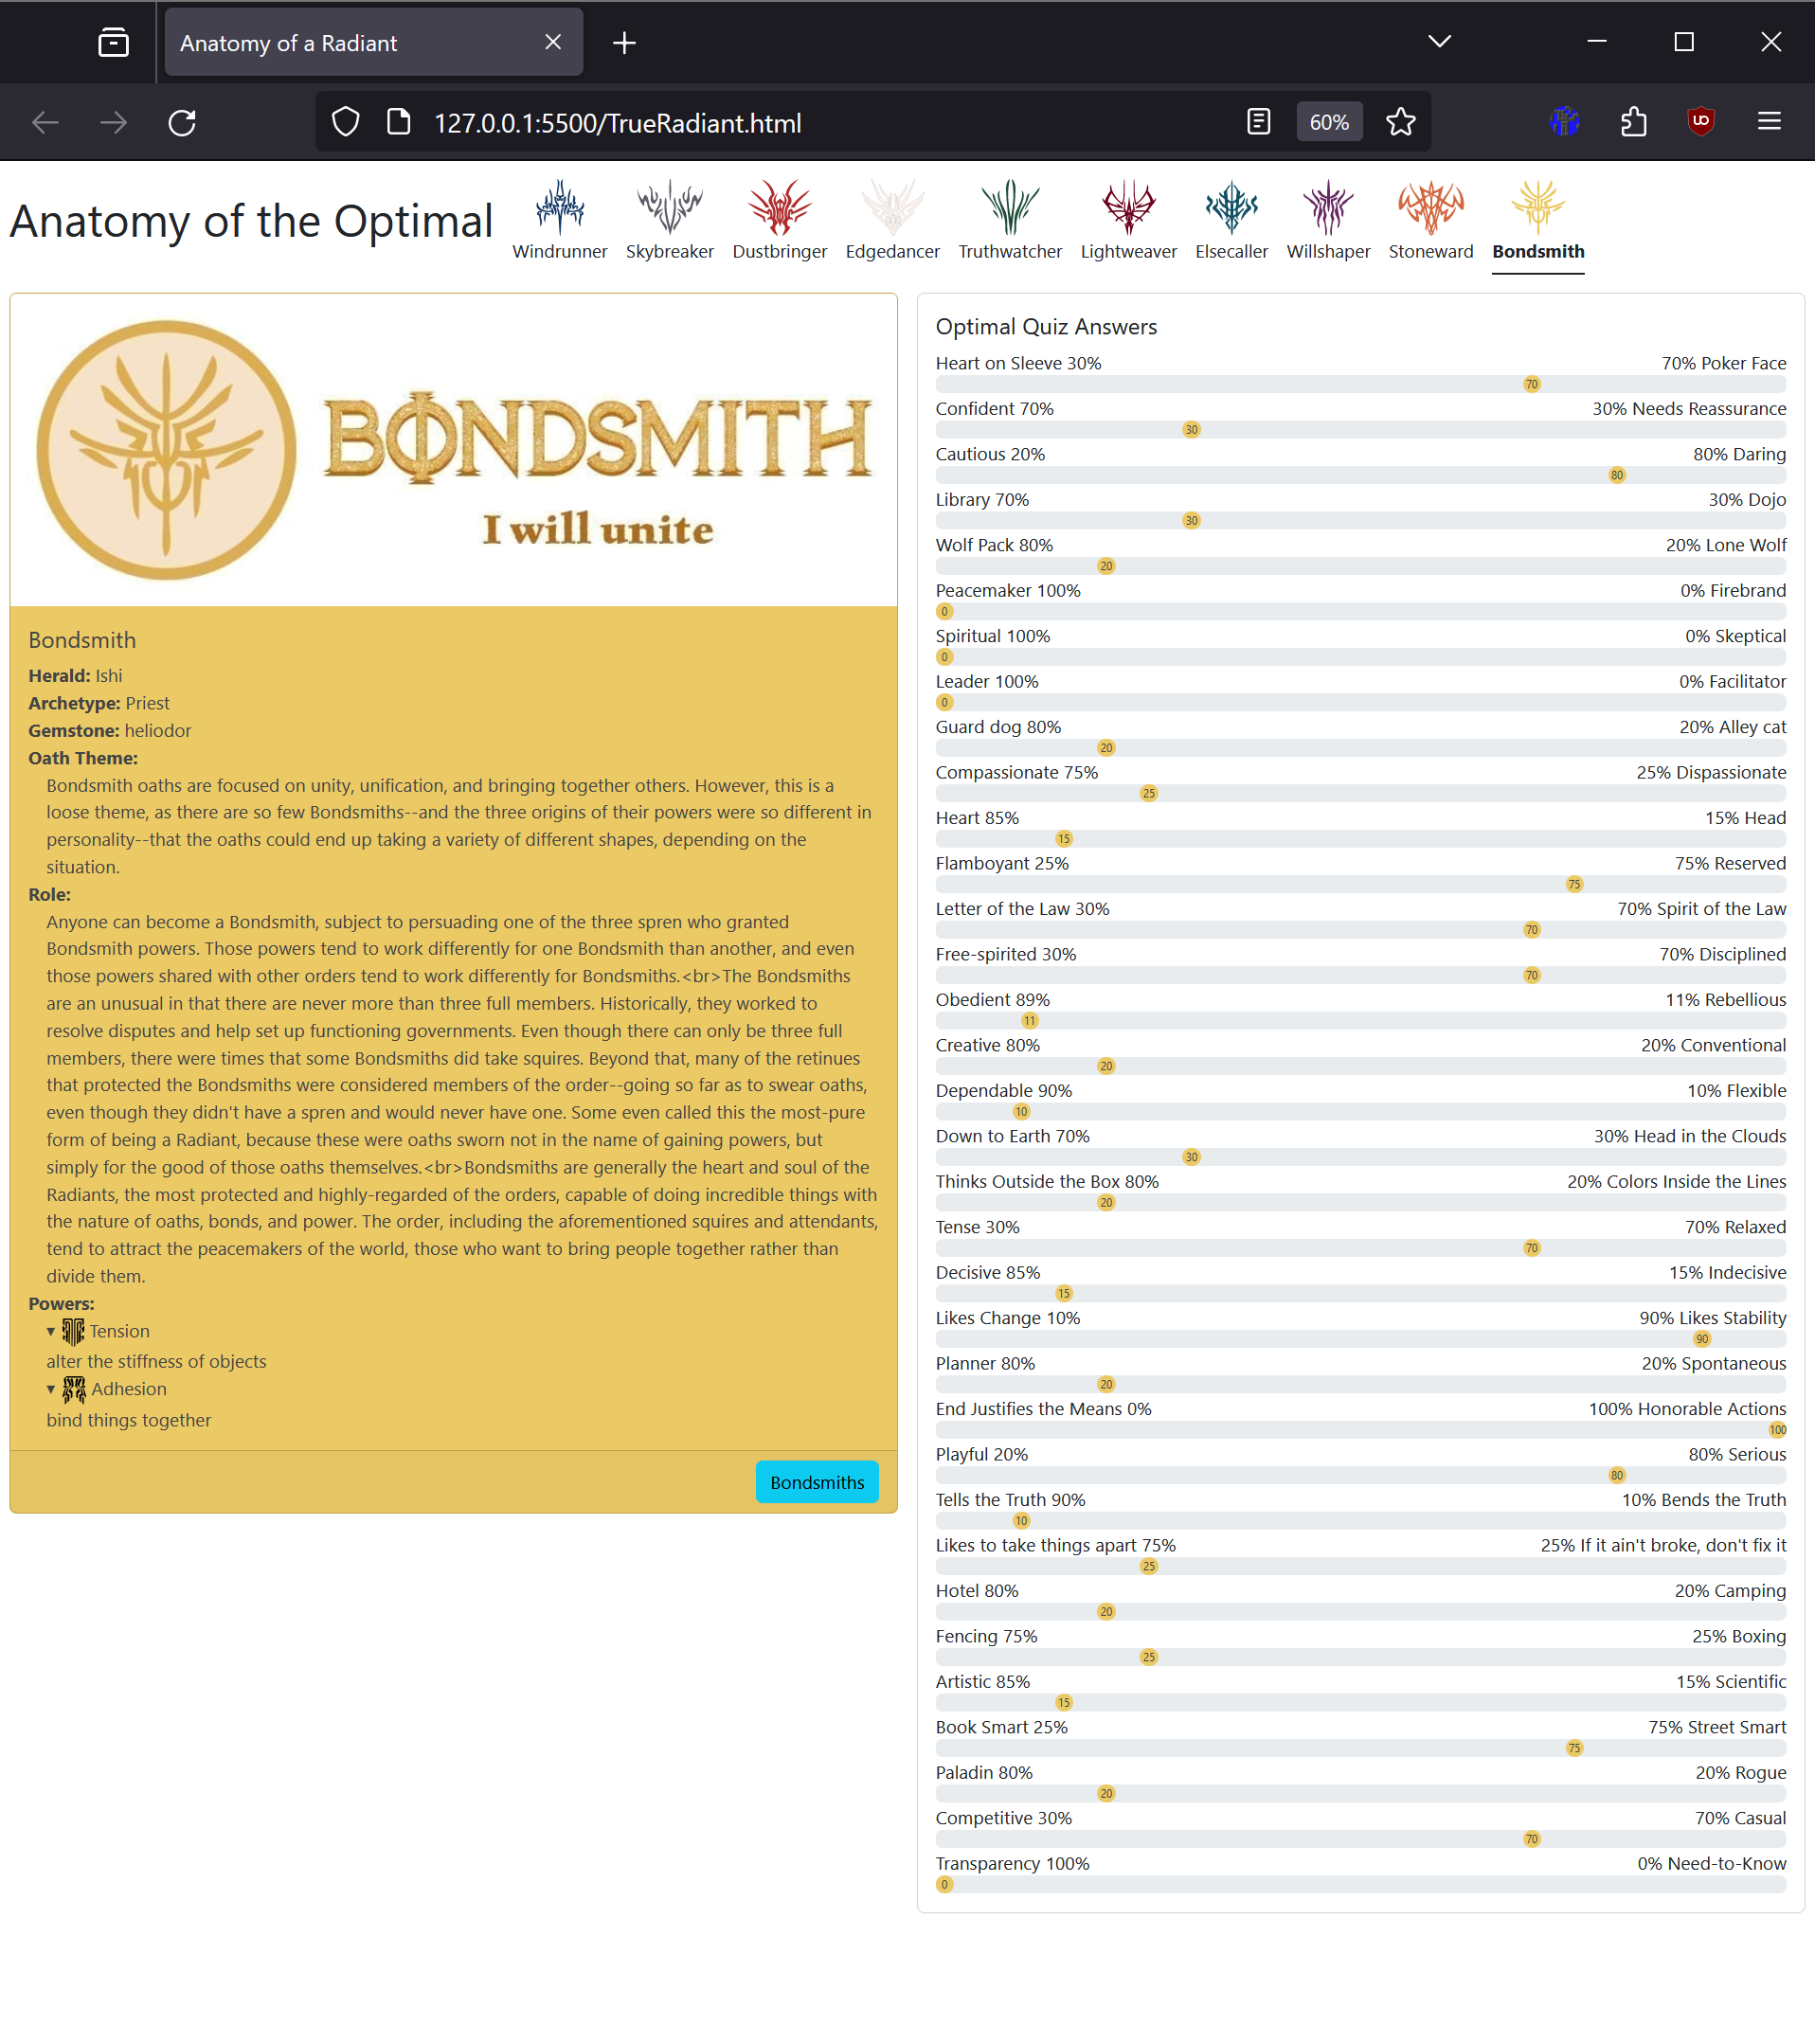 Anatomy of a Radiant
127.0.0.1:5500/TrueRadiant.html
60%
Anatomy of the Optimal
Windrunner
Skybreaker
Dustbringer
Edgedancer
Truthwatcher
Lightweaver
Elsecaller
Willshaper
Stoneward
Bondsmith
BONDSMITH
I will unite
Bondsmith
Herald: Ishi
Archetype: Priest
Gemstone: heliodor
Oath Theme:
Bondsmith oaths are focused on unity, unification, and bringing together others. However, this is a
loose theme, as there are so few Bondsmiths--and the three origins of their powers were so different in
personality--that the oaths could end up taking a variety of different shapes, depending on the
situation.
Role:
Anyone can become a Bondsmith, subject to persuading one of the three spren who granted
Bondsmith powers. Those powers tend to work differently for one Bondsmith than another, and even
those powers shared with other orders tend to work differently for Bondsmiths.<br>The Bondsmiths
are an unusual in that there are never more than three full members. Historically, they worked to
resolve disputes and help set up functioning governments. Even though there can only be three full
members, there were times that some Bondsmiths did take squires. Beyond that, many of the retinues
that protected the Bondsmiths were considered members of the order--going so far as to swear oaths,
even though they didn't have a spren and would never have one. Some even called this the most-pure
form of being a Radiant, because these were oaths sworn not in the name of gaining powers, but
simply for the good of those oaths themselves.<br>Bondsmiths are generally the heart and soul of the
Radiants, the most protected and highly-regarded of the orders, capable of doing incredible things with
the nature of oaths, bonds, and power. The order, including the aforementioned squires and attendants,
tend to attract the peacemakers of the world, those who want to bring people together rather than
divide them.
Powers:
Tension
alter the stiffness of objects
Adhesion
bind things together
Bondsmiths
Optimal Quiz Answers
Heart on Sleeve 30% 70% Poker Face
70
Confident 70% 30% Needs Reassurance
30
Cautious 20% 80% Daring
80
Library 70% 30% Dojo
30
Wolf Pack 80% 20% Lone Wolf
20
Peacemaker 100% 0% Firebrand
0
Spiritual 100% 0% Skeptical
0
Leader 100% 0% Facilitator
0
Guard dog 80% 20% Alley cat
20
Compassionate 75% 25% Dispassionate
25
Heart 85% 15% Head
15
Flamboyant 25% 75% Reserved
75
Letter of the Law 30% 70% Spirit of the Law
70
Free-spirited 30% 70% Disciplined
70
Obedient 89% 11% Rebellious
11
Creative 80% 20% Conventional
20
Dependable 90% 10% Flexible
10
Down to Earth 70% 30% Head in the Clouds
30
Thinks Outside the Box 80% 20% Colors Inside the Lines
20
Tense 30% 70% Relaxed
70
Decisive 85% 15% Indecisive
15
Likes Change 10% 90% Likes Stability
90
Planner 80% 20% Spontaneous
20
End Justifies the Means 0% 100% Honorable Actions
100
Playful 20% 80% Serious
80
Tells the Truth 90% 10% Bends the Truth
10
Likes to take things apart 75% 25% If it ain't broke, don't fix it
25
Hotel 80% 20% Camping
20
Fencing 75% 25% Boxing
25
Artistic 85% 15% Scientific
15
Book Smart 25% 75% Street Smart
75
Paladin 80% 20% Rogue
20
Competitive 30% 70% Casual
70
Transparency 100% 0% Need-to-Know
0